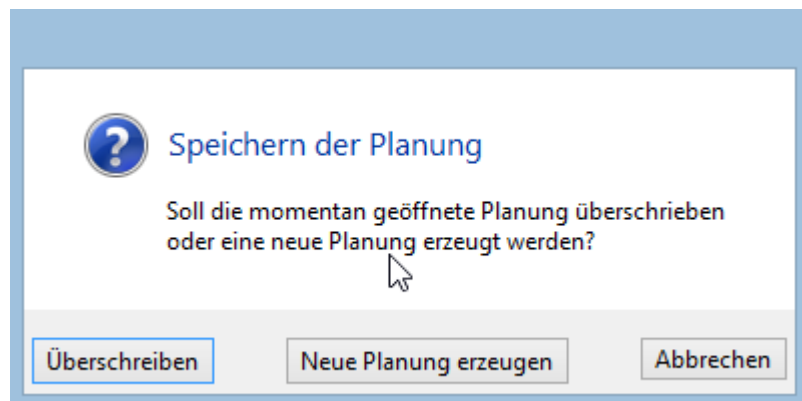 Speichern der Planung
Soll die momentan geöffnete Planung überschrieben
oder eine neue Planung erzeugt werden?
Überschreiben
Neue Planung erzeugen
Abbrechen